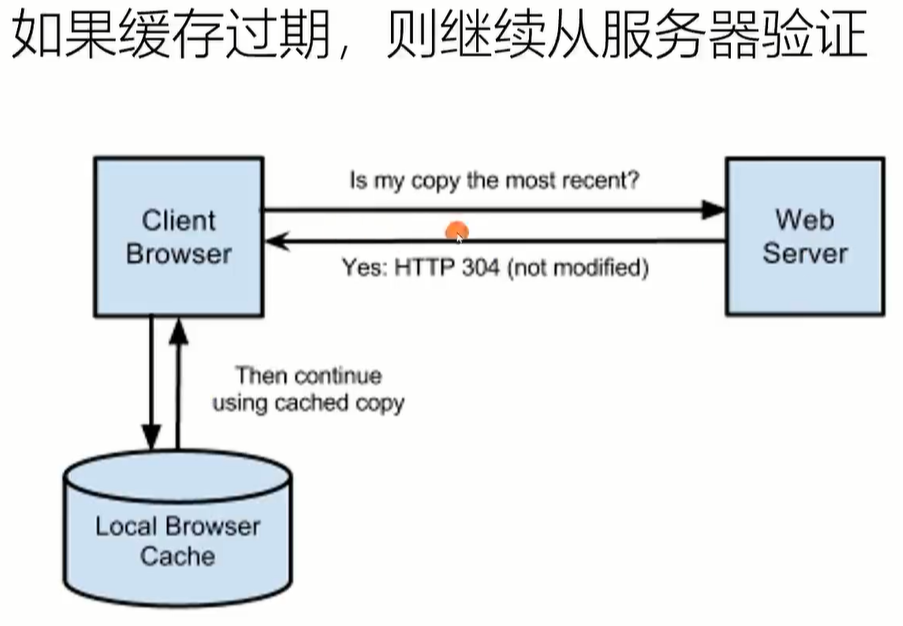 如果缓存过期，则继续从服务器验证
Is my copy the most recent?
Client
Browser
Web
Server
Yes: HTTP 304 (not modified)
Then continue
using cached copy
Local Browser
Cache